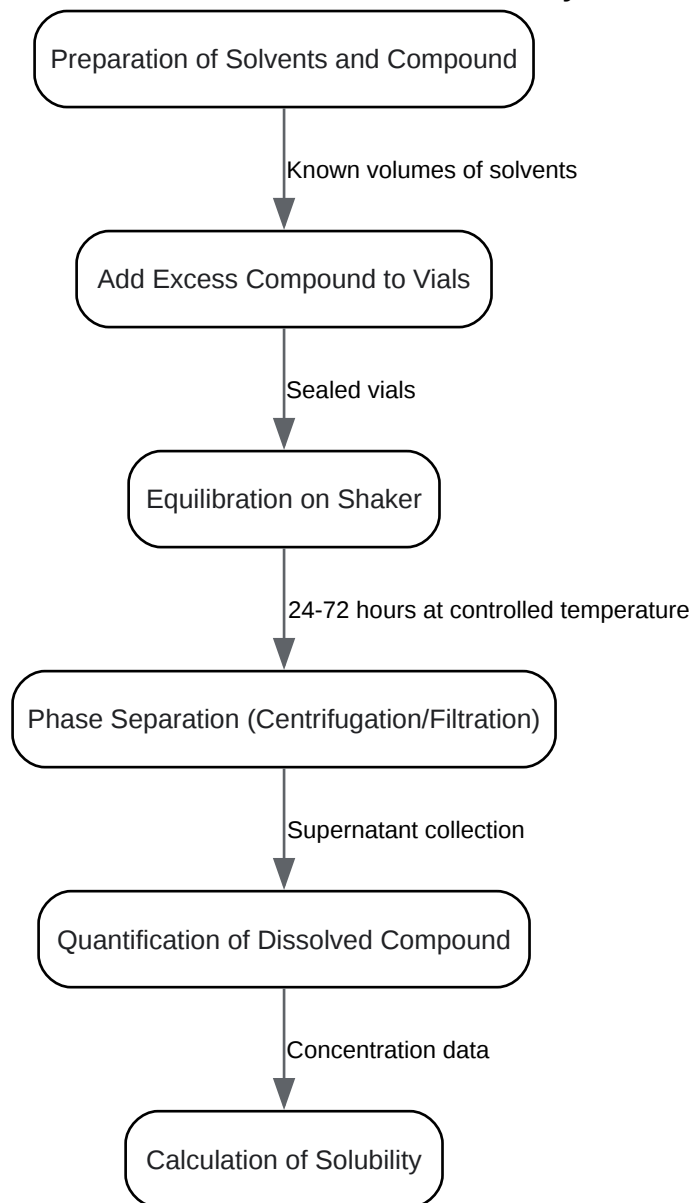 Preparation of Solvents and Compound
Known volumes of solvents
Add Excess Compound to Vials
Sealed vials
Equilibration on Shaker
24-72 hours at controlled temperature
Phase Separation (Centrifugation/Filtration)
Supernatant collection
Quantification of Dissolved Compound
Concentration data
Calculation of Solubility